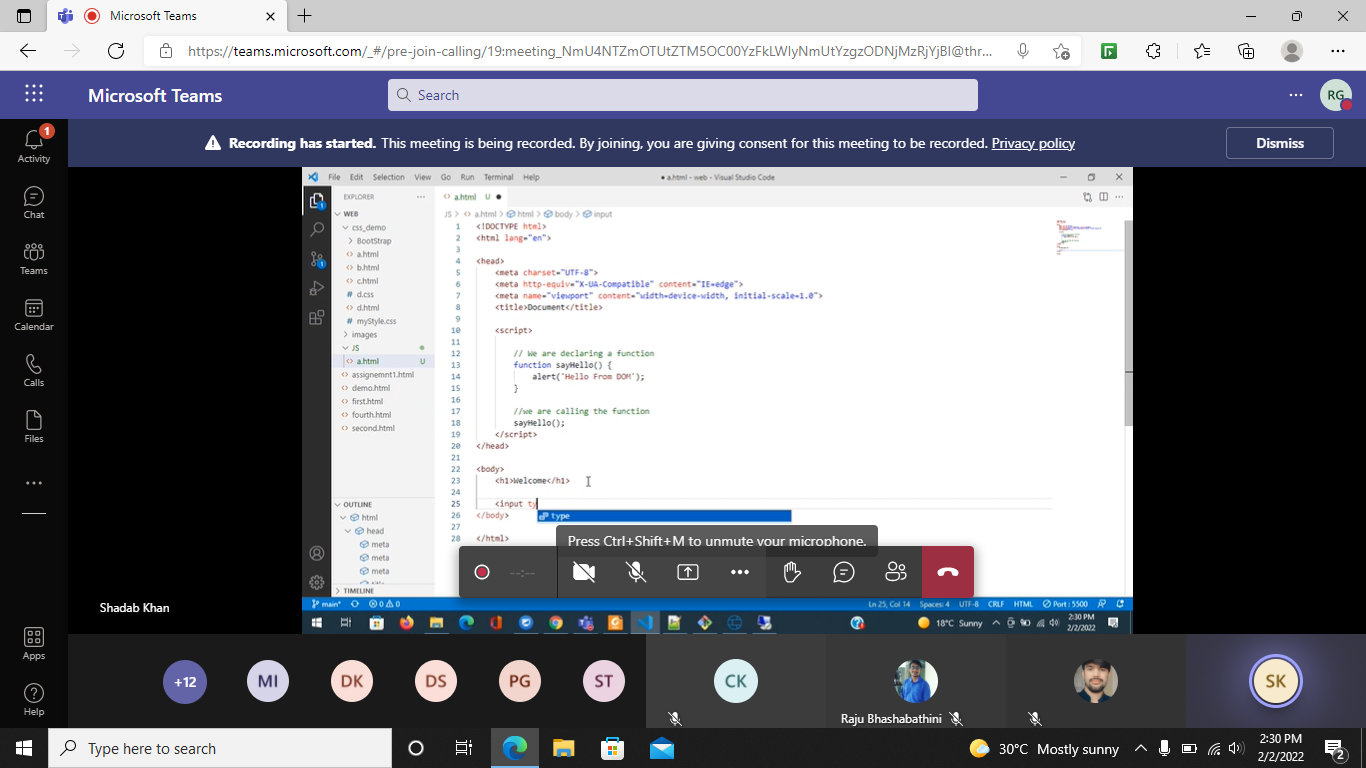 Microsoft Teams
https://teams.microsoft.com/_#/pre-join-calling/19:meeting_NmU4NTZmOTUtZTM5OC00YzFkLWIyNmUtYzgzODNjMzRjYjBl@thr...
Microsoft Teams
Search
RG
Recording has started. This meeting is being recorded. By joining, you are giving consent for this meeting to be recorded. Privacy policy
Dismiss
1
Activity
Chat
Teams
Calendar
Calls
Files
Apps
Help
File Edit Selection View Go Run Terminal Help
● a.html - web - Visual Studio Code
EXPLORER
WEB
css_demo
BootStrap
a.html
b.html
c.html
# d.css
d.html
# myStyle.css
images
JS
a.html U
assignemnt1.html
demo.html
first.html
fourth.html
second.html
OUTLINE
html
head
meta
meta
meta
TIMELINE
a.html U ●
JS > a.html > html > body > input
1 <!DOCTYPE html>
2 <html lang="en">
3
4 <head>
5 <meta charset="UTF-8">
6 <meta http-equiv="X-UA-Compatible" content="IE=edge">
7 <meta name="viewport" content="width=device-width, initial-scale=1.0">
8 <title>Document</title>
9
10 <script>
11
12 // We are declaring a function
13 function sayHello() {
14 alert('Hello From DOM');
15 }
16
17 //we are calling the function
18 sayHello();
19 </script>
20 </head>
21
22 <body>
23 <h1>Welcome</h1>
24
25 <input ty
26 </body>
type
27
28 </html>
Press Ctrl+Shift+M to unmute your microphone.
--:--
main* 0 0
Ln 25, Col 14 Spaces: 4 UTF-8 CRLF HTML Port : 5500
18°C Sunny
2:30 PM
2/2/2022
Shadab Khan
+12
MI
DK
DS
PG
ST
CK
Raju Bhashabathini
SK
Type here to search
30°C Mostly sunny
2:30 PM
2/2/2022
2